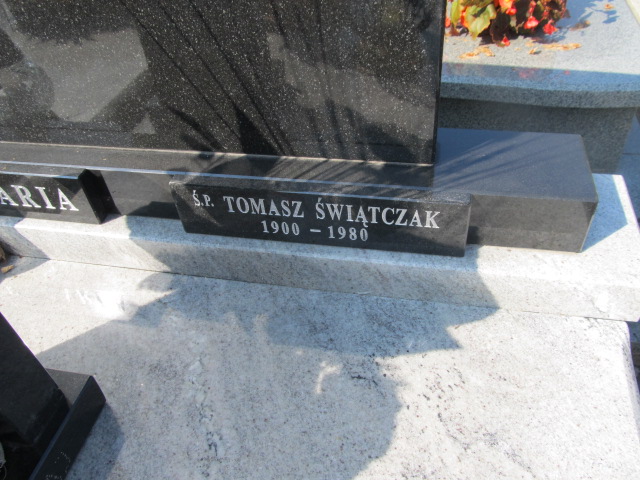 ARIA
Ś.P. TOMASZ ŚWIĄTCZAK
1900 – 1980